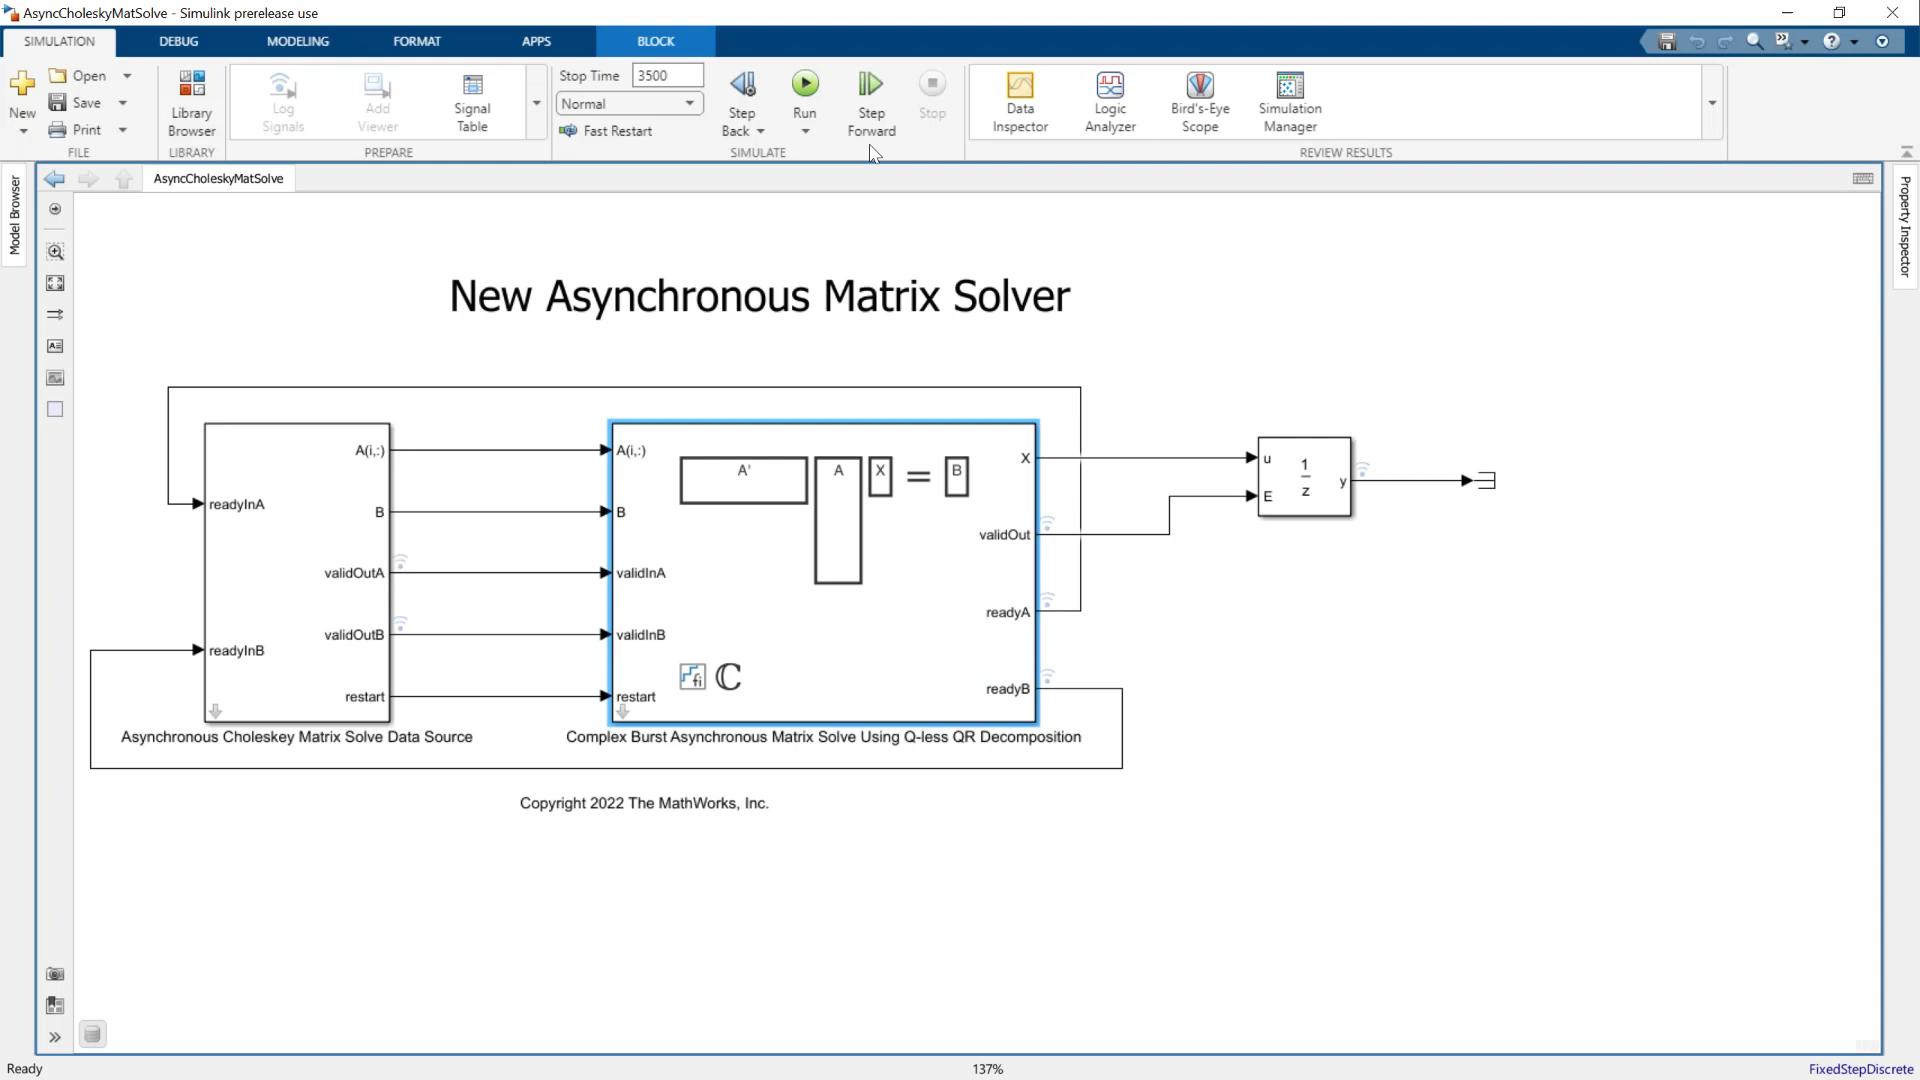 AsyncCholeskyMatSolve - Simulink prerelease use
SIMULATION DEBUG MODELING FORMAT APPS BLOCK
New
Open
Save
Print
FILE
Library Browser
LIBRARY
Log Signals
Add Viewer
Signal Table
PREPARE
Stop Time 3500
Normal
Fast Restart
Step Back
Run
Step Forward
Stop
SIMULATE
Data Inspector
Logic Analyzer
Bird's-Eye Scope
Simulation Manager
REVIEW RESULTS
Model Browser
AsyncCholeskyMatSolve
Property Inspector
New Asynchronous Matrix Solver
readyInA
readyInB
A(i,:)
B
validOutA
validOutB
restart
Asynchronous Choleskey Matrix Solve Data Source
A(i,:)
B
validInA
validInB
restart
A' A X = B
fi ℂ
X
validOut
readyA
readyB
Complex Burst Asynchronous Matrix Solve Using Q-less QR Decomposition
u
E
1
z
y
Copyright 2022 The MathWorks, Inc.
Ready
137%
FixedStepDiscrete